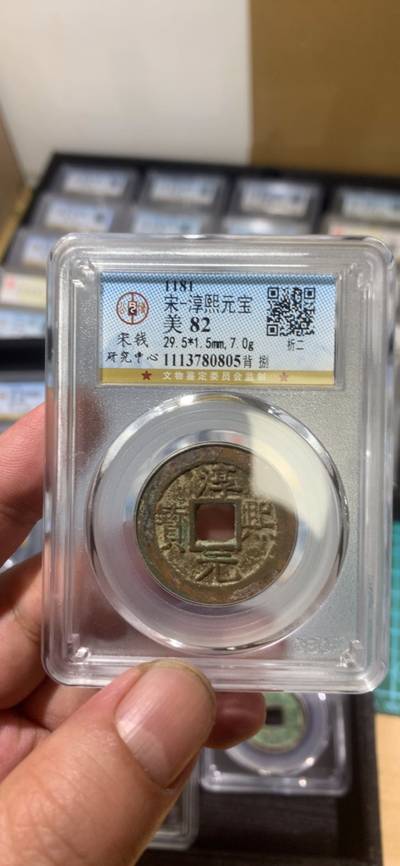 1181
宋-淳熙元宝
美 82
宋钱 29.5*1.5mm,7.0g 折二
研究中心 1113780805 背 捌
★ 文物鉴定委员会监制 ★
淳
熙
元
寶